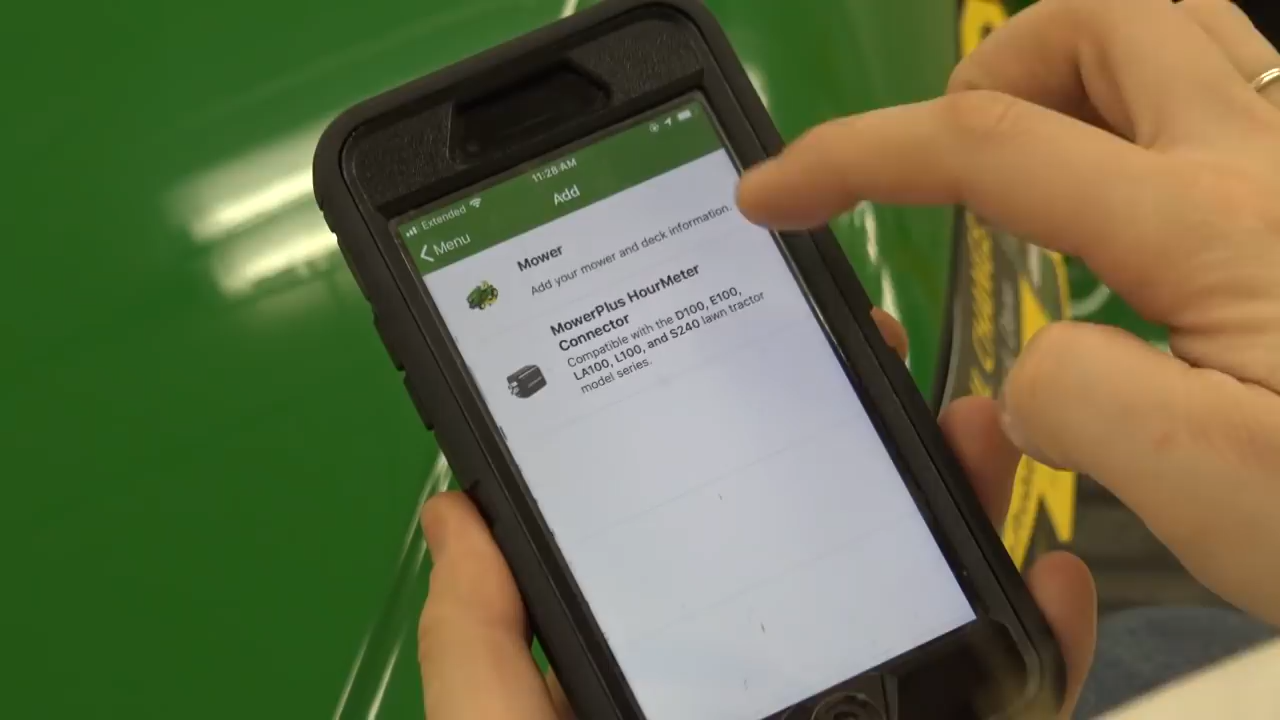 Extended
11:28 AM
Menu
Add
Mower
Add your mower and deck information.
MowerPlus HourMeter
Connector
Compatible with the D100, E100,
LA100, L100, and S240 lawn tractor
model series.